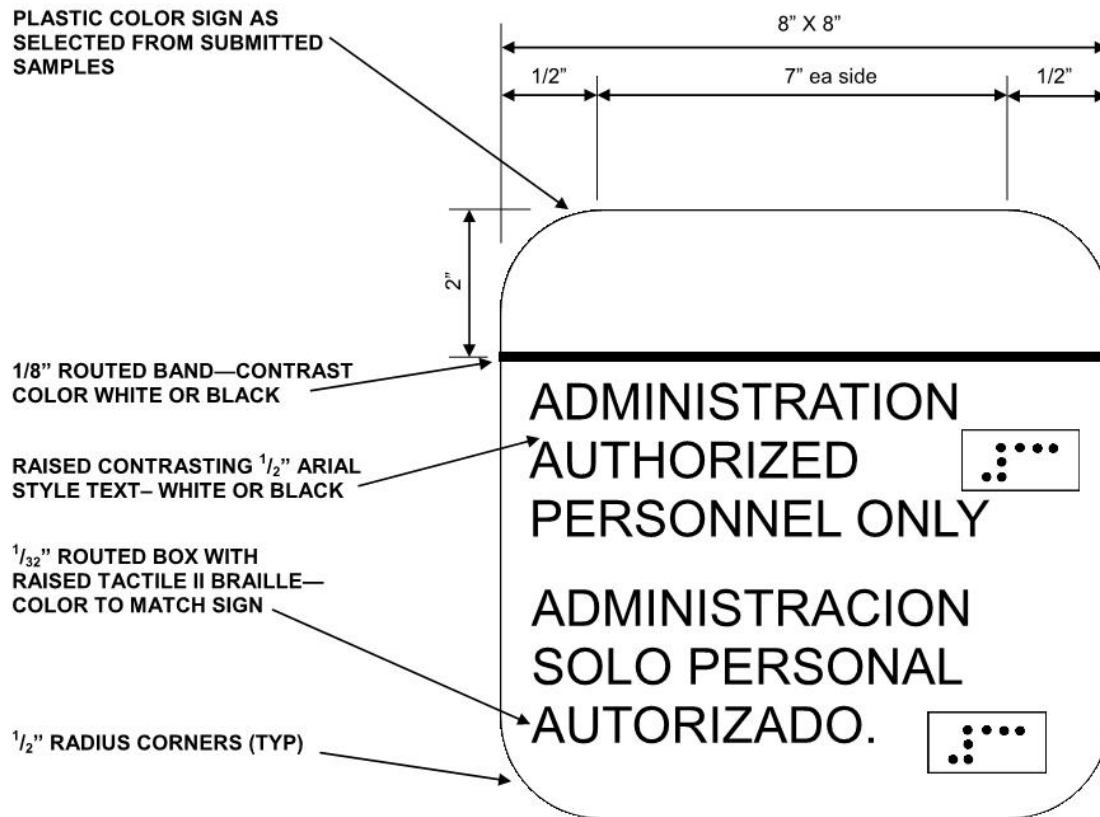 PLASTIC COLOR SIGN AS
SELECTED FROM SUBMITTED
SAMPLES
8” X 8”
1/2”
7” ea side
1/2”
2”
1/8” ROUTED BAND—CONTRAST
COLOR WHITE OR BLACK
RAISED CONTRASTING 1/2” ARIAL
STYLE TEXT– WHITE OR BLACK
1/32” ROUTED BOX WITH
RAISED TACTILE II BRAILLE—
COLOR TO MATCH SIGN
1/2” RADIUS CORNERS (TYP)
ADMINISTRATION
AUTHORIZED
PERSONNEL ONLY
ADMINISTRACION
SOLO PERSONAL
AUTORIZADO.